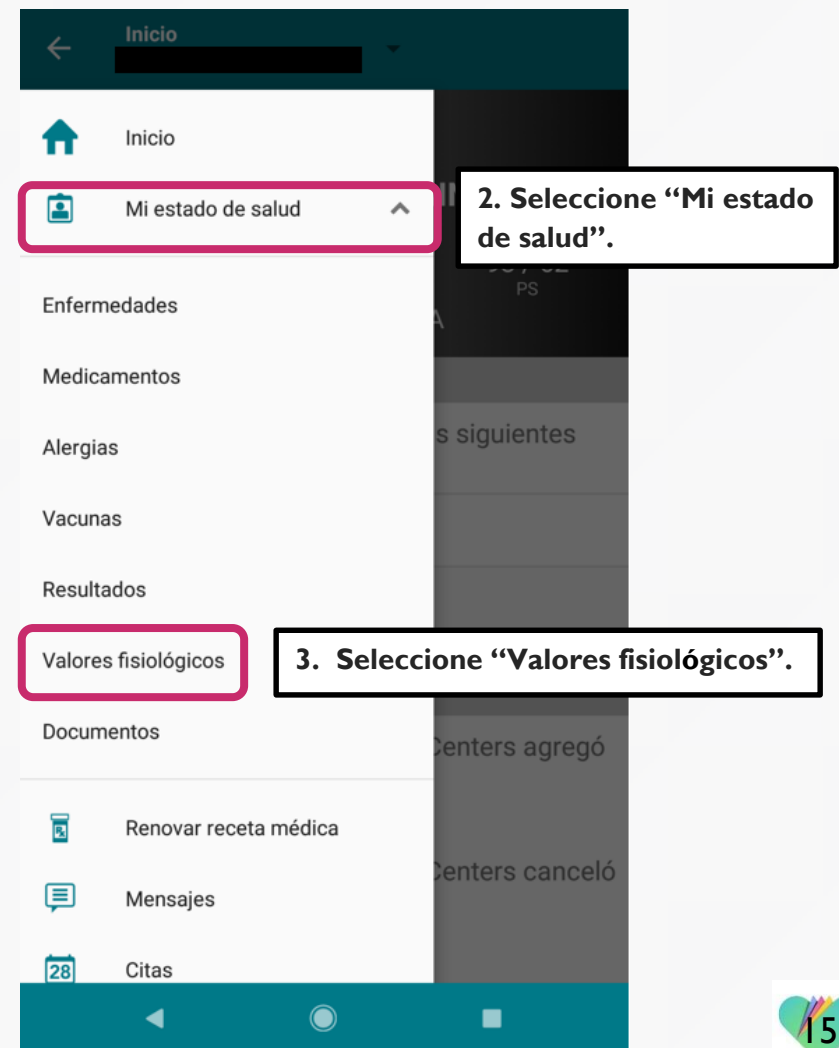 Inicio
Inicio
Mi estado de salud
2. Seleccione “Mi estado
de salud”.
PS
Enfermedades
Medicamentos
Alergias
s siguientes
Vacunas
Resultados
Valores fisiológicos
3. Seleccione “Valores fisiológicos”.
Documentos
Centers agregó
Renovar receta médica
Centers canceló
Mensajes
28 Citas
15